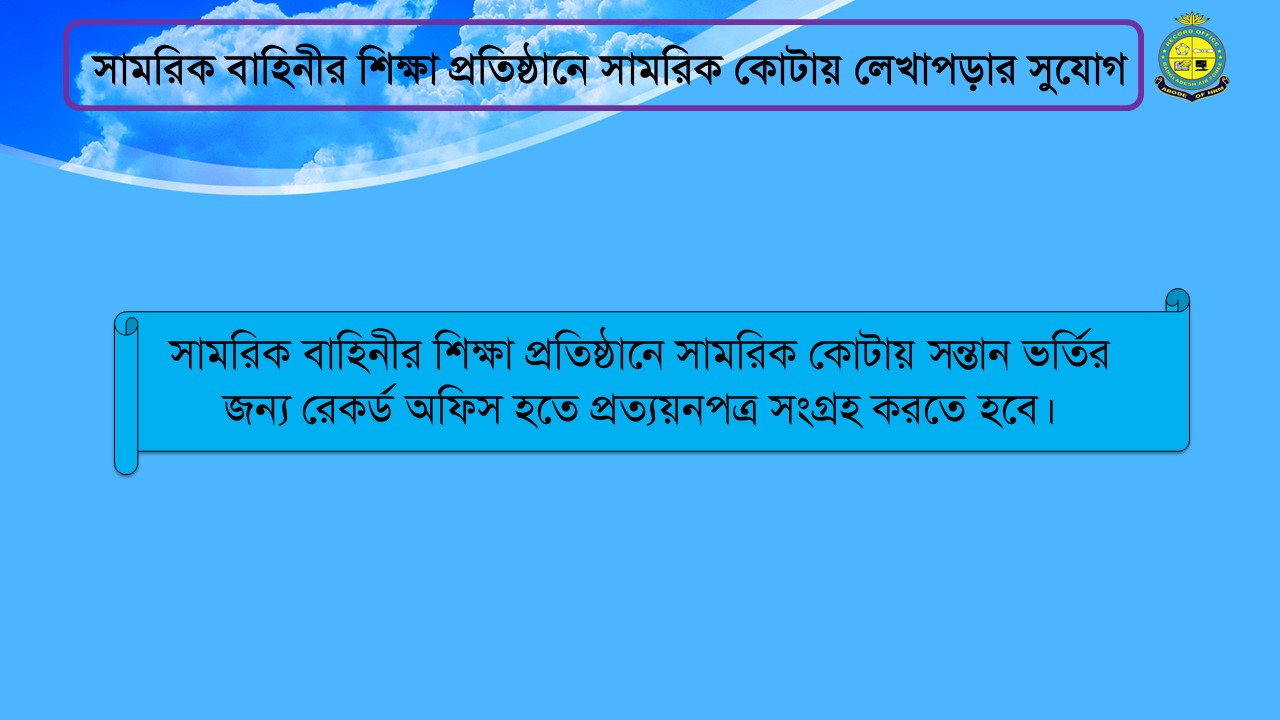 সামরিক বাহিনীর শিক্ষা প্রতিষ্ঠানে সামরিক কোটায় লেখাপড়ার সুযোগ
RECORD OFFICE
BANGLADESH AIR FORCE
ABODE OF HRM
সামরিক বাহিনীর শিক্ষা প্রতিষ্ঠানে সামরিক কোটায় সন্তান ভর্তির
জন্য রেকর্ড অফিস হতে প্রত্যয়নপত্র সংগ্রহ করতে হবে।